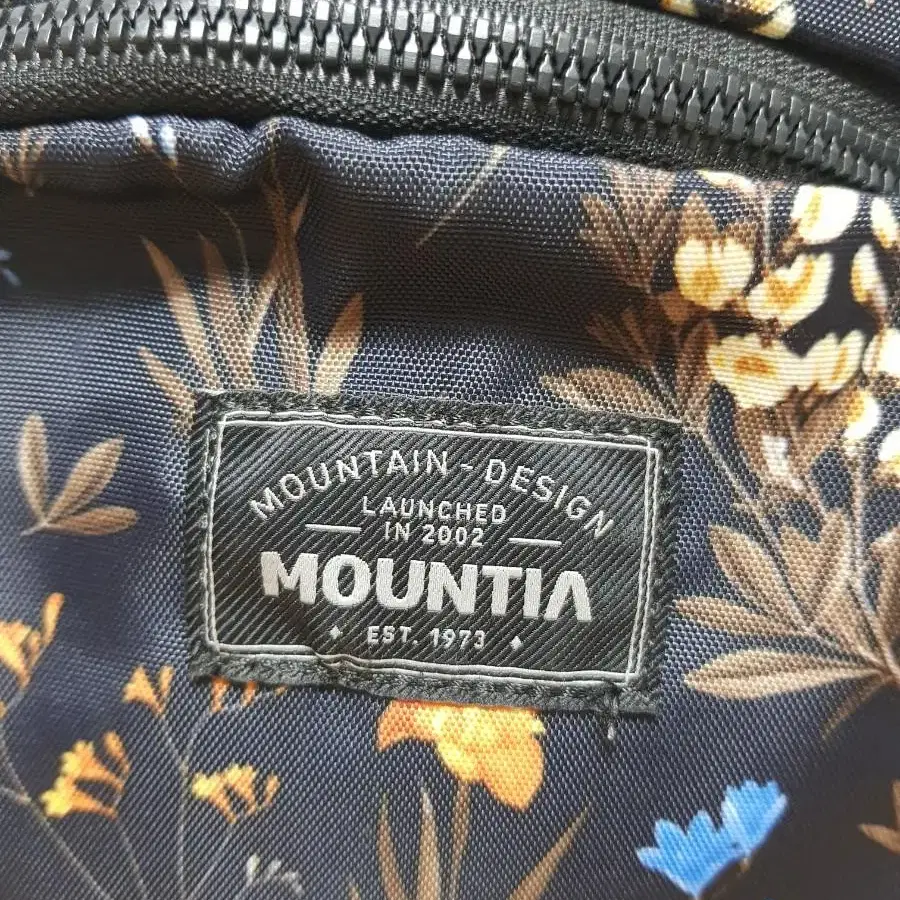 MOUNTAIN-DESIGN
LAUNCHED
IN 2002
MOUNTIA
EST. 1973